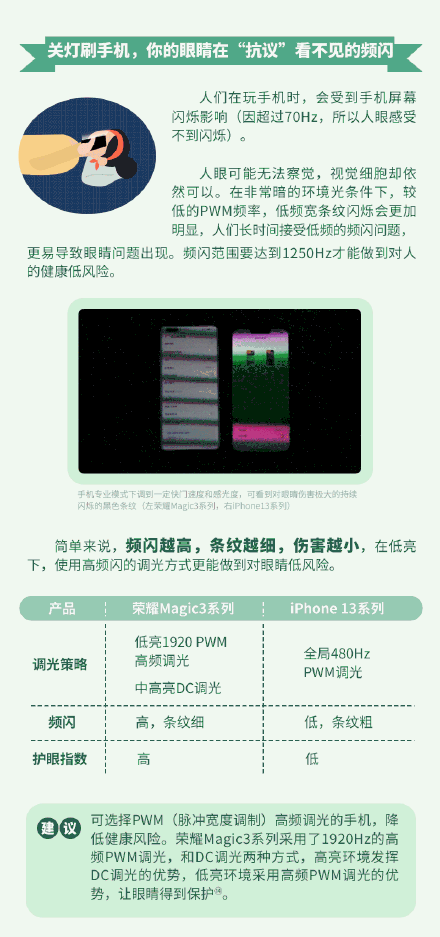 关灯刷手机，你的眼睛在“抗议”看不见的频闪
人们在玩手机时，会受到手机屏幕
闪烁影响（因超过70Hz，所以人眼感受
不到闪烁）。
人眼可能无法察觉，视觉细胞却依
然可以。在非常暗的环境光条件下，较
低的PWM频率，低频宽条纹闪烁会更加
明显，人们长时间接受低频的频闪问题，
更易导致眼睛问题出现。频闪范围要达到1250Hz才能做到对人
的健康低风险。
手机专业模式下调到一定快门速度和感光度，可看到对眼睛伤害极大的持续
闪烁的黑色条纹（左荣耀Magic3系列，右iPhone13系列）
简单来说，频闪越高，条纹越细，伤害越小，在低亮
下，使用高频闪的调光方式更能做到对眼睛低风险。
产品 荣耀Magic3系列 iPhone 13系列
调光策略
低亮1920 PWM
高频调光
中高亮DC调光
全局480Hz
PWM调光
频闪 高，条纹细 低，条纹粗
护眼指数 高 低
建议
可选择PWM（脉冲宽度调制）高频调光的手机，降
低健康风险。荣耀Magic3系列采用了1920Hz的高
频PWM调光，和DC调光两种方式，高亮环境发挥
DC调光的优势，低亮环境采用高频PWM调光的优
势，让眼睛得到保护。